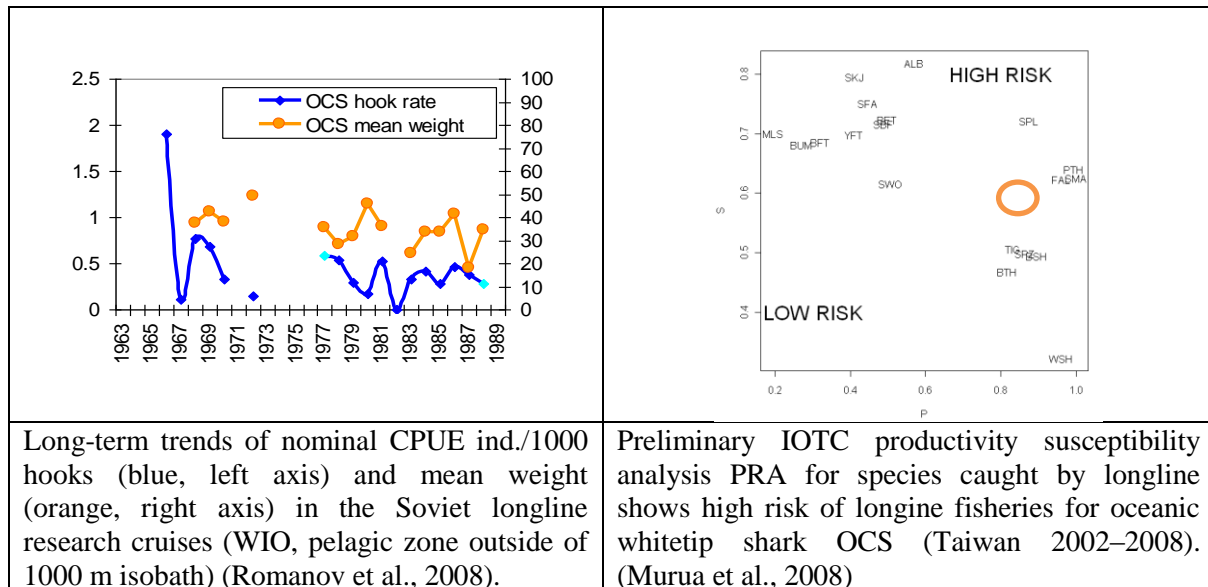 2.5
2
1.5
1
0.5
0
100
90
80
70
60
50
40
30
20
10
0
OCS hook rate
OCS mean weight
1963
1965
1967
1969
1971
1973
1975
1977
1979
1981
1983
1985
1987
1989
Long-term trends of nominal CPUE ind./1000
hooks (blue, left axis) and mean weight
(orange, right axis) in the Soviet longline
research cruises (WIO, pelagic zone outside of
1000 m isobath) (Romanov et al., 2008).
0.8
0.7
0.6
0.5
0.4
S
HIGH RISK
ALB
SKJ
SFA
BET
SPL
MLS
YFT
BUM
BFT
SWO
PTH
FAL
SMA
TIG
BSH
BTH
LOW RISK
WSH
0.2
0.4
0.6
0.8
1.0
P
Preliminary IOTC productivity susceptibility
analysis PRA for species caught by longline
shows high risk of longine fisheries for oceanic
whitetip shark OCS (Taiwan 2002–2008).
(Murua et al., 2008)